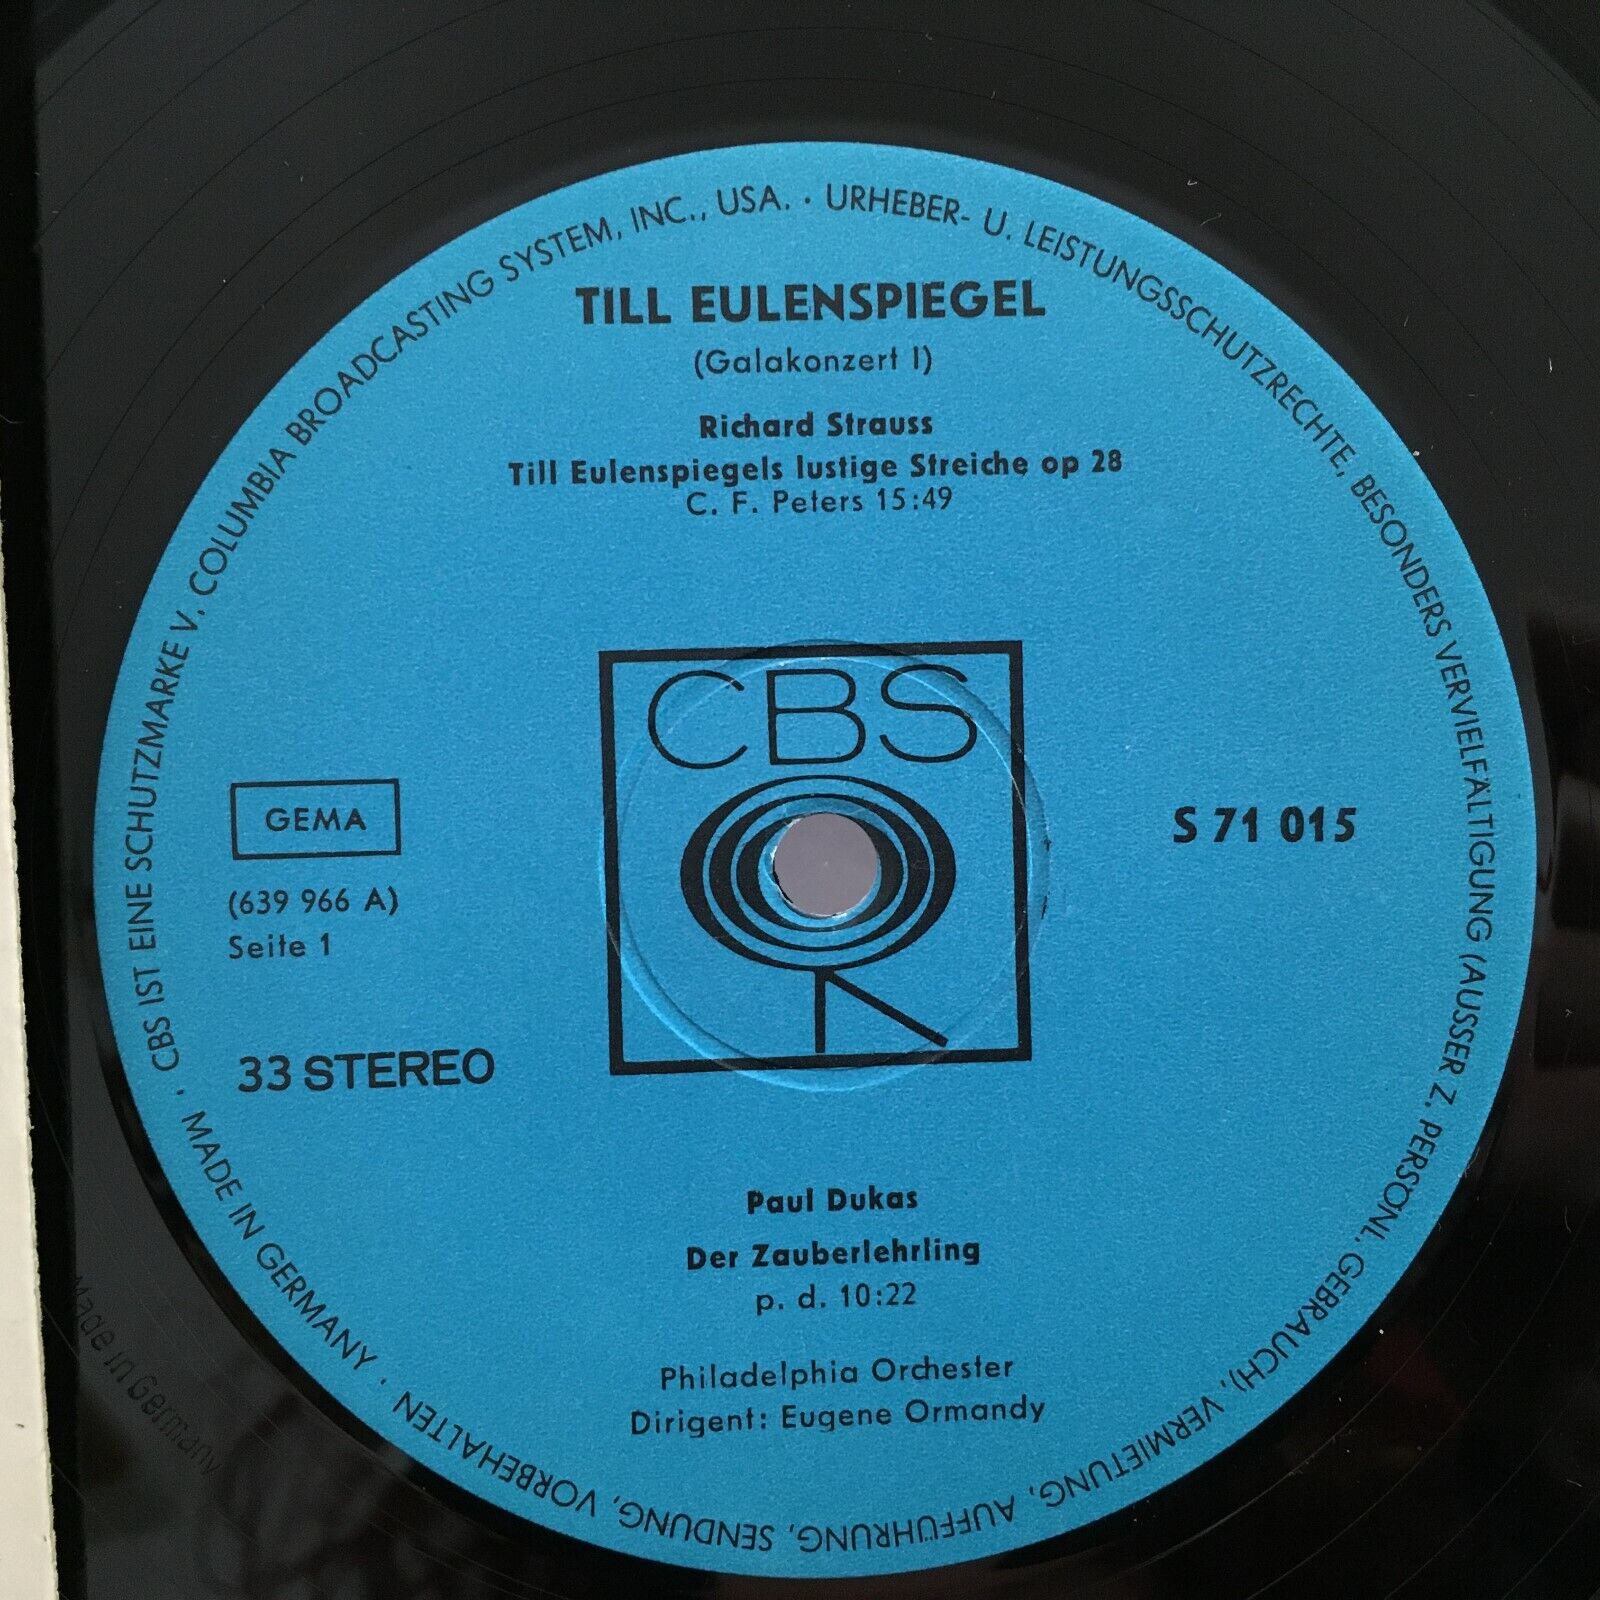 CBS IST EINE SCHUTZMARKE V. COLUMBIA BROADCASTING SYSTEM, INC., USA. · URHEBER- U. LEISTUNGSSCHUTZRECHTE, BESONDERS VERVIELFÄLTIGUNG (AUSSER Z. PERSÖNL. GEBRAUCH), VERMIETUNG, AUFFÜHRUNG, SENDUNG, VORBEHALTEN · MADE IN GERMANY ·
TILL EULENSPIEGEL
(Galakonzert I)
Richard Strauss
Till Eulenspiegels lustige Streiche op 28
C. F. Peters 15:49
CBS
GEMA
(639 966 A)
Seite 1
S 71 015
33 STEREO
Paul Dukas
Der Zauberlehrling
p. d. 10:22
Philadelphia Orchester
Dirigent: Eugene Ormandy
Made in Germany